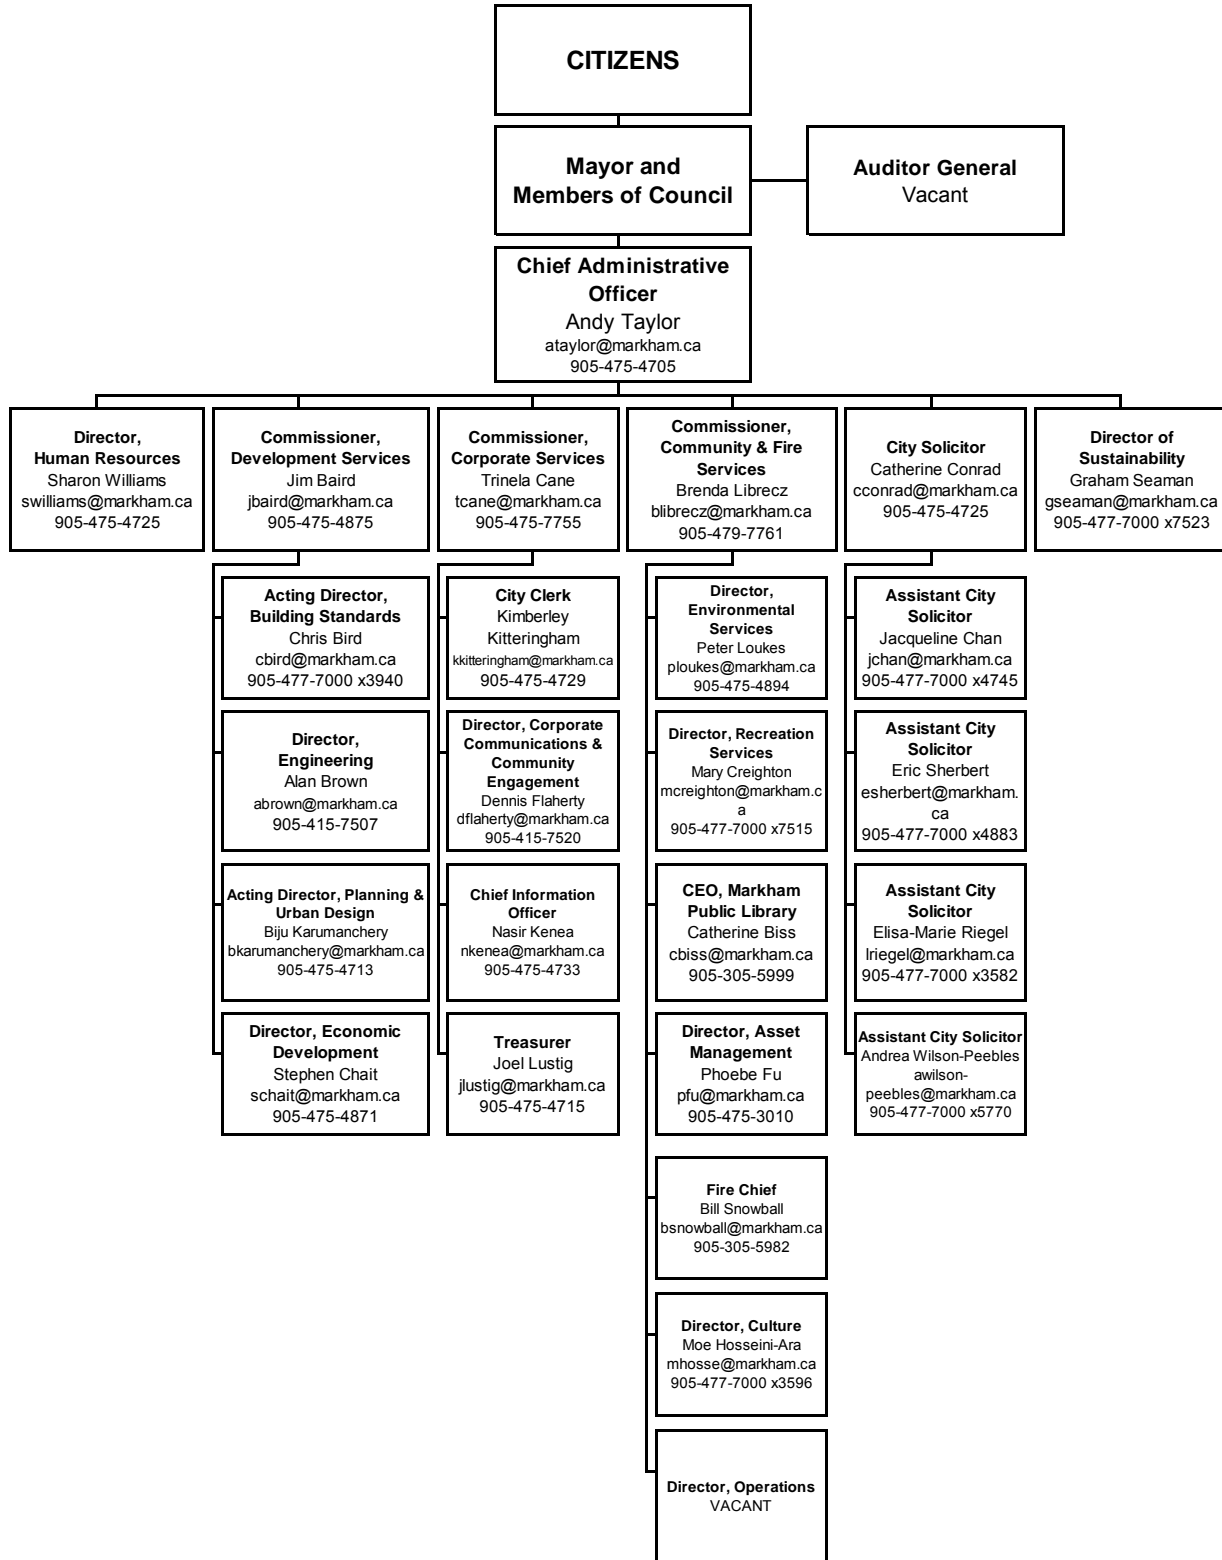 CITIZENS
Mayor and
Members of Council
Auditor General
Vacant
Chief Administrative
Officer
Andy Taylor
ataylor@markham.ca
905-475-4705
Director,
Human Resources
Sharon Williams
swilliams@markham.ca
905-475-4725
Commissioner,
Development Services
Jim Baird
jbaird@markham.ca
905-475-4875
Commissioner,
Corporate Services
Trinela Cane
tcane@markham.ca
905-475-7755
Commissioner,
Community & Fire
Services
Brenda Librecz
blibrecz@markham.ca
905-479-7761
City Solicitor
Catherine Conrad
cconrad@markham.ca
905-475-4725
Director of
Sustainability
Graham Seaman
gseaman@markham.ca
905-477-7000 x7523
Acting Director,
Building Standards
Chris Bird
cbird@markham.ca
905-477-7000 x3940
Director,
Engineering
Alan Brown
abrown@markham.ca
905-415-7507
Acting Director, Planning &
Urban Design
Biju Karumanchery
bkarumanchery@markham.ca
905-475-4713
Director, Economic
Development
Stephen Chait
schait@markham.ca
905-475-4871
City Clerk
Kimberley
Kitteringham
kkitteringham@markham.ca
905-475-4729
Director, Corporate
Communications &
Community
Engagement
Dennis Flaherty
dflaherty@markham.ca
905-415-7520
Chief Information
Officer
Nasir Kenea
nkenea@markham.ca
905-475-4733
Treasurer
Joel Lustig
jlustig@markham.ca
905-475-4715
Director,
Environmental
Services
Peter Loukes
ploukes@markham.ca
905-475-4894
Director, Recreation
Services
Mary Creighton
mcreighton@markham.c
a
905-477-7000 x7515
CEO, Markham
Public Library
Catherine Biss
cbiss@markham.ca
905-305-5999
Director, Asset
Management
Phoebe Fu
pfu@markham.ca
905-475-3010
Fire Chief
Bill Snowball
bsnowball@markham.ca
905-305-5982
Director, Culture
Moe Hosseini-Ara
mhosse@markham.ca
905-477-7000 x3596
Director, Operations
VACANT
Assistant City
Solicitor
Jacqueline Chan
jchan@markham.ca
905-477-7000 x4745
Assistant City
Solicitor
Eric Sherbert
esherbert@markham.
ca
905-477-7000 x4883
Assistant City
Solicitor
Elisa-Marie Riegel
lriegel@markham.ca
905-477-7000 x3582
Assistant City Solicitor
Andrea Wilson-Peebles
awilson-
peebles@markham.ca
905-477-7000 x5770